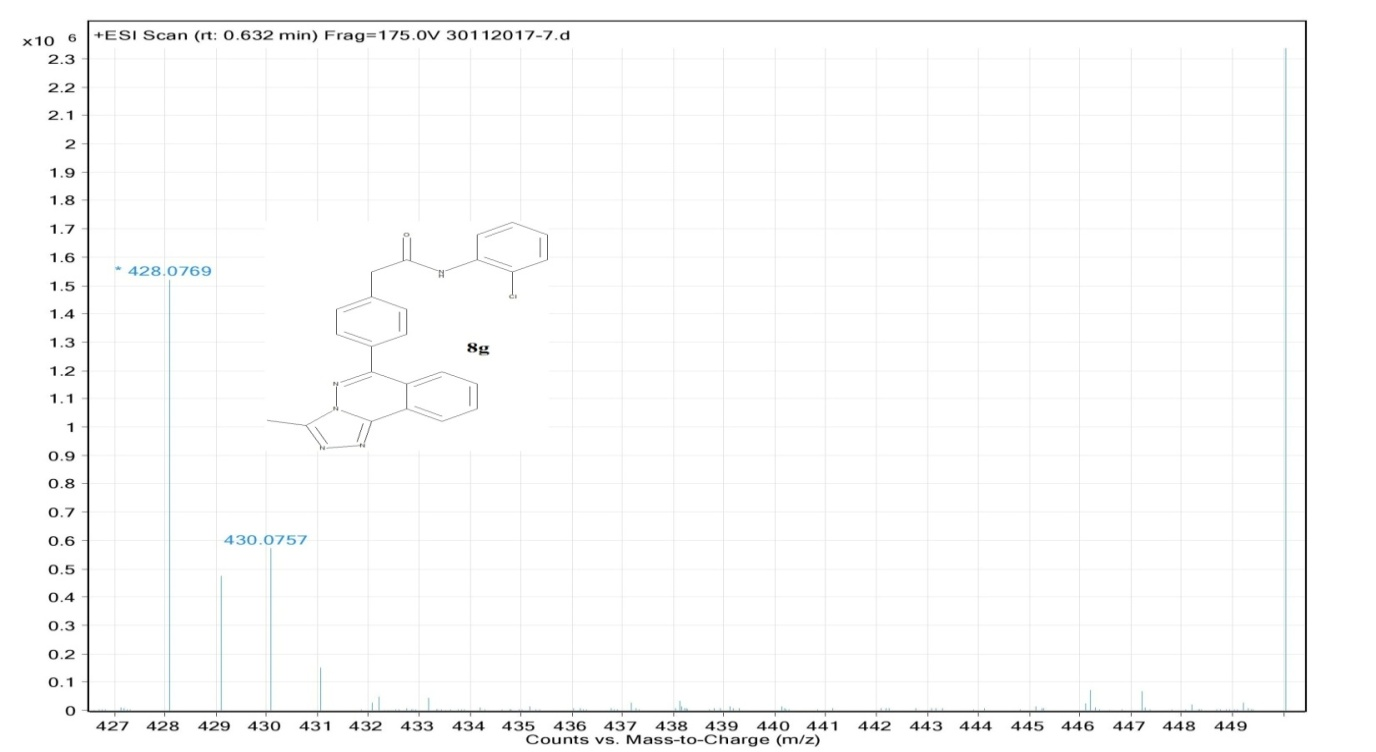 +ESI Scan (rt: 0.632 min) Frag=175.0V 30112017-7.d
x10 6
2.3
2.2
2.1
2
1.9
1.8
1.7
1.6
1.5
1.4
1.3
1.2
1.1
1
0.9
0.8
0.7
0.6
0.5
0.4
0.3
0.2
0.1
0
* 428.0769
430.0757
O
N
H
Cl
8g
N
N
N
N
427 428 429 430 431 432 433 434 435 436 437 438 439 440 441 442 443 444 445 446 447 448 449
Counts vs. Mass-to-Charge (m/z)